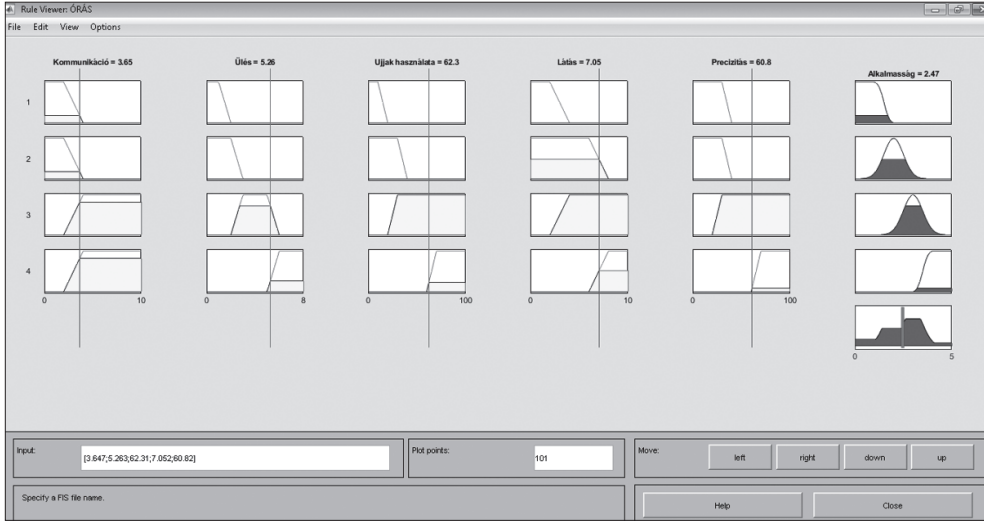 Rule Viewer: ÓRÁS
File Edit View Options
Kommunikáció = 3.65
Ülés = 5.26
Ujjak használata = 62.3
Látás = 7.05
Precizitás = 60.8
Alkalmasság = 2.47
1
2
3
4
0 10
0 8
0 100
0 10
0 100
0 5
Input:
[3.647;5.263;62.31;7.052;60.82]
Plot points:
101
Move:
left
right
down
up
Specify a FIS file name.
Help
Close